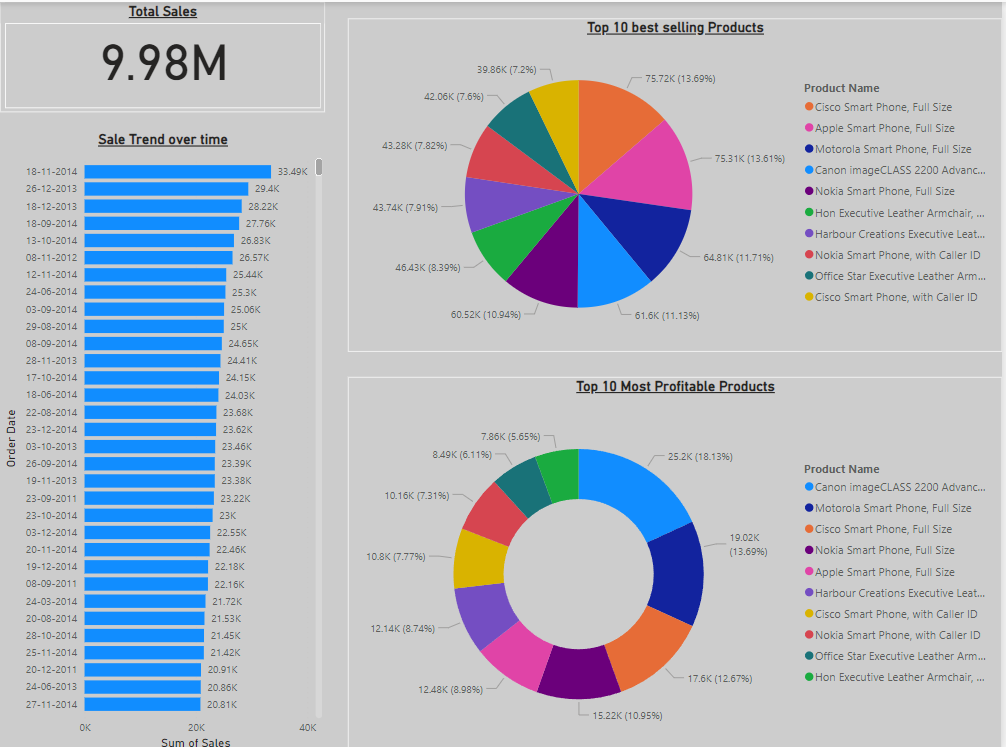 Total Sales
9.98M
Sale Trend over time
Order Date
18-11-2014 33.49K
26-12-2013 29.4K
18-12-2013 28.22K
18-09-2014 27.76K
13-10-2014 26.83K
08-11-2012 26.57K
12-11-2014 25.44K
24-06-2014 25.3K
03-09-2014 25.06K
29-08-2014 25K
08-09-2014 24.65K
28-11-2013 24.41K
17-10-2014 24.15K
18-06-2014 24.03K
22-08-2014 23.68K
23-12-2014 23.62K
03-10-2013 23.46K
26-09-2014 23.39K
19-11-2013 23.38K
23-09-2011 23.22K
23-10-2014 23K
03-12-2014 22.55K
20-11-2014 22.46K
19-12-2014 22.18K
08-09-2011 22.16K
24-03-2014 21.72K
20-08-2014 21.53K
28-10-2014 21.45K
25-11-2014 21.42K
20-12-2011 20.91K
24-06-2013 20.86K
27-11-2014 20.81K
0K 20K 40K
Sum of Sales
Top 10 best selling Products
75.72K (13.69%)
75.31K (13.61%)
64.81K (11.71%)
61.6K (11.13%)
60.52K (10.94%)
46.43K (8.39%)
43.74K (7.91%)
43.28K (7.82%)
42.06K (7.6%)
39.86K (7.2%)
Product Name
Cisco Smart Phone, Full Size
Apple Smart Phone, Full Size
Motorola Smart Phone, Full Size
Canon imageCLASS 2200 Advanc...
Nokia Smart Phone, Full Size
Hon Executive Leather Armchair, ...
Harbour Creations Executive Leat...
Nokia Smart Phone, with Caller ID
Office Star Executive Leather Arm...
Cisco Smart Phone, with Caller ID
Top 10 Most Profitable Products
25.2K (18.13%)
19.02K
(13.69%)
17.6K (12.67%)
15.22K (10.95%)
12.48K (8.98%)
12.14K (8.74%)
10.8K (7.77%)
10.16K (7.31%)
8.49K (6.11%)
7.86K (5.65%)
Product Name
Canon imageCLASS 2200 Advanc...
Motorola Smart Phone, Full Size
Cisco Smart Phone, Full Size
Nokia Smart Phone, Full Size
Apple Smart Phone, Full Size
Harbour Creations Executive Leat...
Cisco Smart Phone, with Caller ID
Nokia Smart Phone, with Caller ID
Office Star Executive Leather Arm...
Hon Executive Leather Armchair, ...